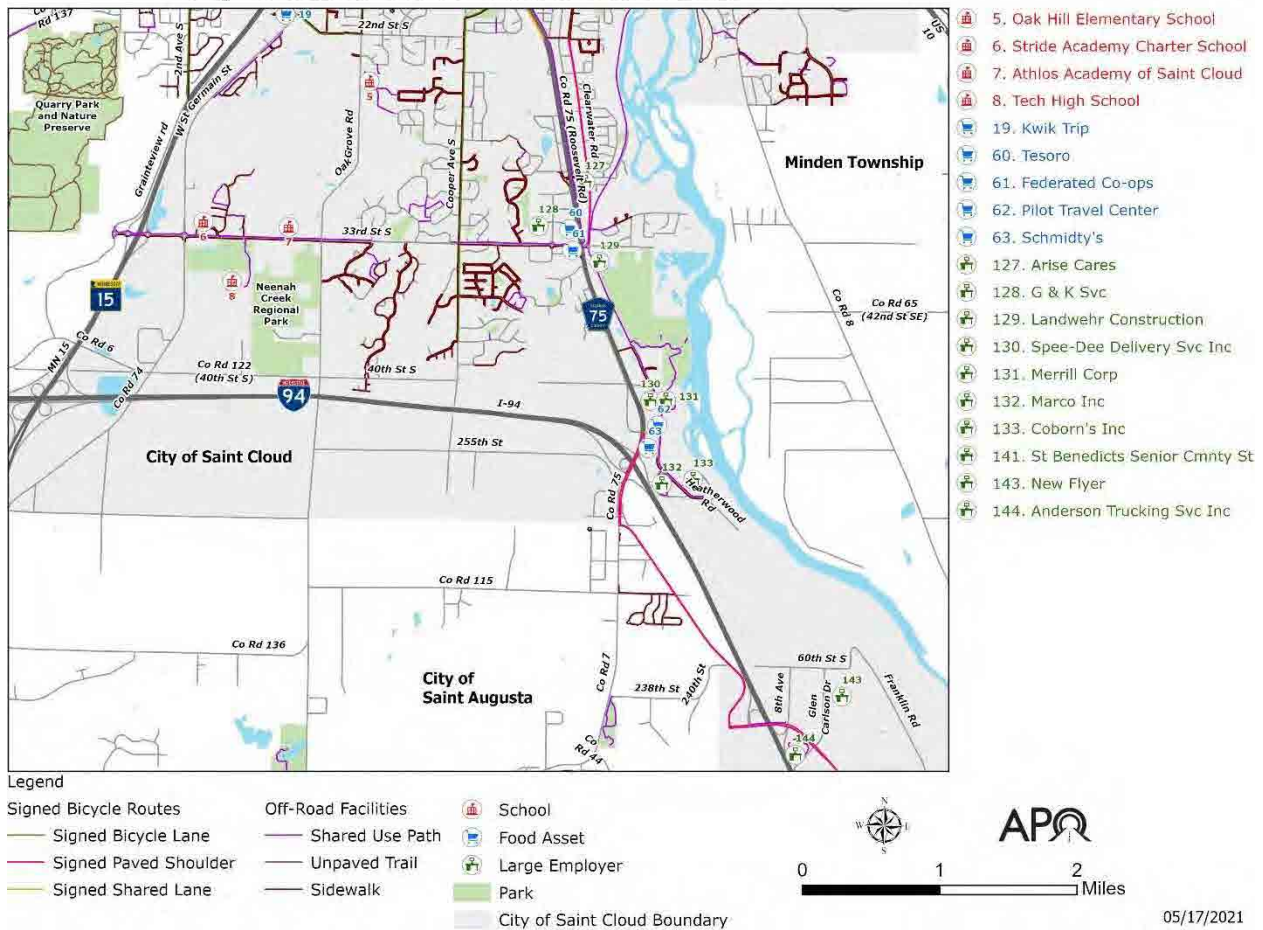 Rd 137
19
22nd St S
US
10
2nd Ave S
W St Germain St
5
Quarry Park
and Nature
Preserve
Graniteview rd
Oak Grove Rd
Cooper Ave S
Co Rd 75 (Roosevelt Rd)
Clearwater Rd
127
Minden Township
128
60
61
129
6
7
33rd St S
8
Neenah
Creek
Regional
Park
15
75
Co Rd 8
Co Rd 65
(42nd St SE)
MN 15
Co Rd 6
Co Rd 74
Co Rd 122
(40th St S)
40th St S
INTERSTATE
94
I-94
130
131
62
63
255th St
City of Saint Cloud
Co Rd 75
132
133
Heatherwood
Rd
Co Rd 115
Co Rd 136
City of
Saint Augusta
Co Rd 7
238th St
240th St
60th St S
8th Ave
Glen
Carlson Dr
143
Franklin Rd
Co
Rd 44
144
5. Oak Hill Elementary School
6. Stride Academy Charter School
7. Athlos Academy of Saint Cloud
8. Tech High School
19. Kwik Trip
60. Tesoro
61. Federated Co-ops
62. Pilot Travel Center
63. Schmidty's
127. Arise Cares
128. G & K Svc
129. Landwehr Construction
130. Spee-Dee Delivery Svc Inc
131. Merrill Corp
132. Marco Inc
133. Coborn's Inc
141. St Benedicts Senior Cmnty St
143. New Flyer
144. Anderson Trucking Svc Inc
Legend
Signed Bicycle Routes
Signed Bicycle Lane
Signed Paved Shoulder
Signed Shared Lane
Off-Road Facilities
Shared Use Path
Unpaved Trail
Sidewalk
School
Food Asset
Large Employer
Park
City of Saint Cloud Boundary
N
W
S
APO
0 1 2
Miles
05/17/2021